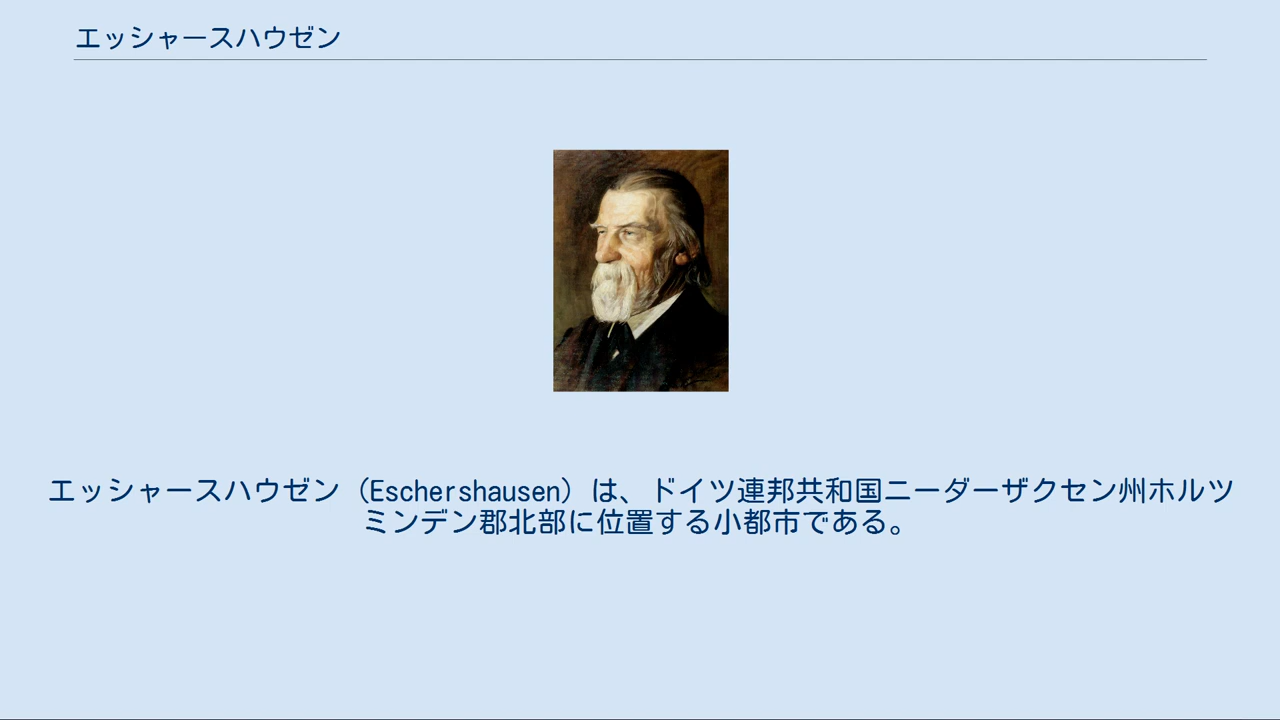 エッシャースハウゼン
エッシャースハウゼン（Eschershausen）は、ドイツ連邦共和国ニーダーザクセン州ホルツ
ミンデン郡北部に位置する小都市である。